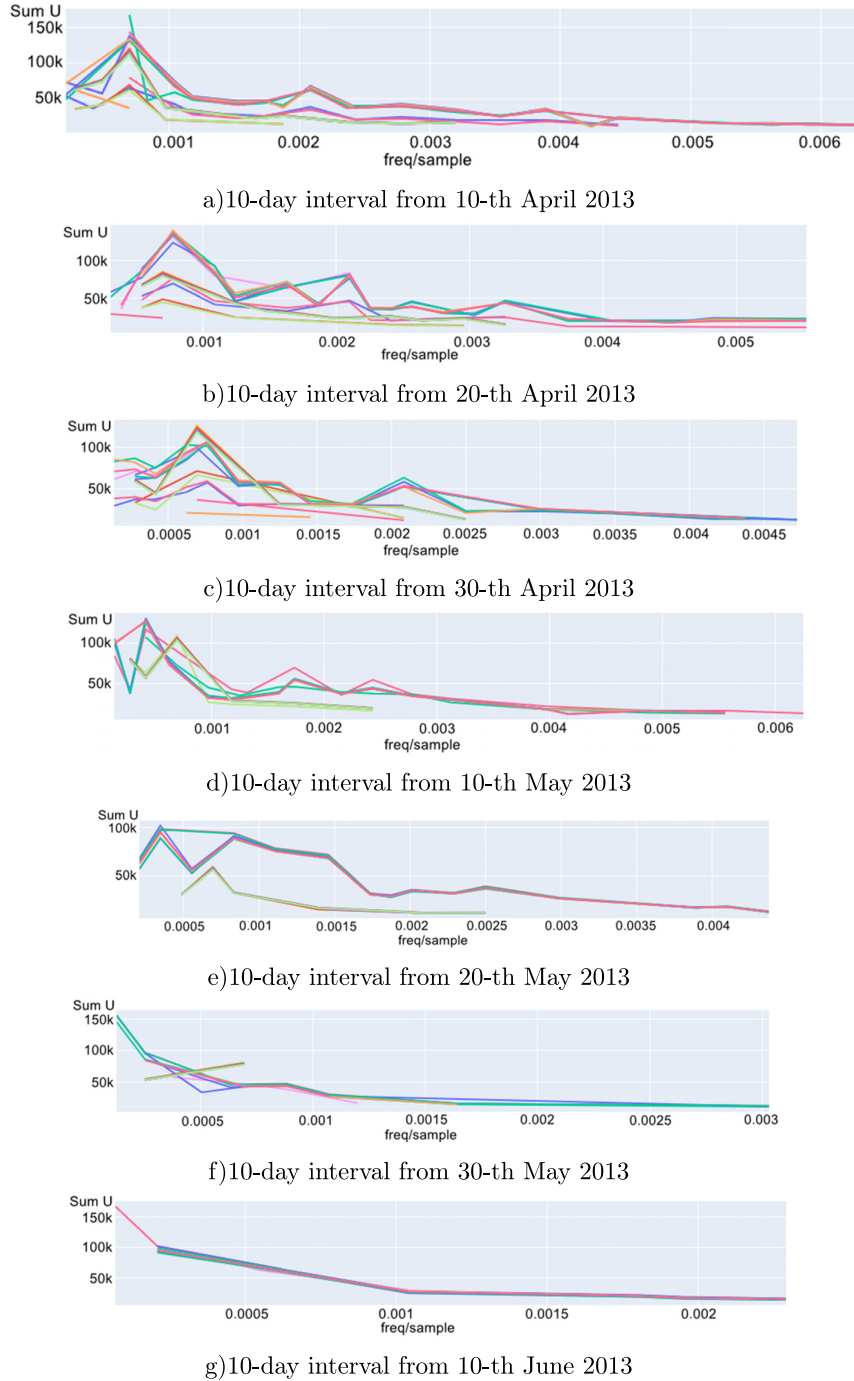 Sum U
150k
100k
50k
0.001 0.002 0.003 0.004 0.005 0.006
freq/sample
a)10-day interval from 10-th April 2013
Sum U
100k
50k
0.001 0.002 0.003 0.004 0.005
freq/sample
b)10-day interval from 20-th April 2013
Sum U
100k
50k
0.0005 0.001 0.0015 0.002 0.0025 0.003 0.0035 0.004 0.0045
freq/sample
c)10-day interval from 30-th April 2013
Sum U
100k
50k
0.001 0.002 0.003 0.004 0.005 0.006
freq/sample
d)10-day interval from 10-th May 2013
Sum U
100k
50k
0.0005 0.001 0.0015 0.002 0.0025 0.003 0.0035 0.004
freq/sample
e)10-day interval from 20-th May 2013
Sum U
150k
100k
50k
0.0005 0.001 0.0015 0.002 0.0025 0.003
freq/sample
f)10-day interval from 30-th May 2013
Sum U
150k
100k
50k
0.0005 0.001 0.0015 0.002
freq/sample
g)10-day interval from 10-th June 2013